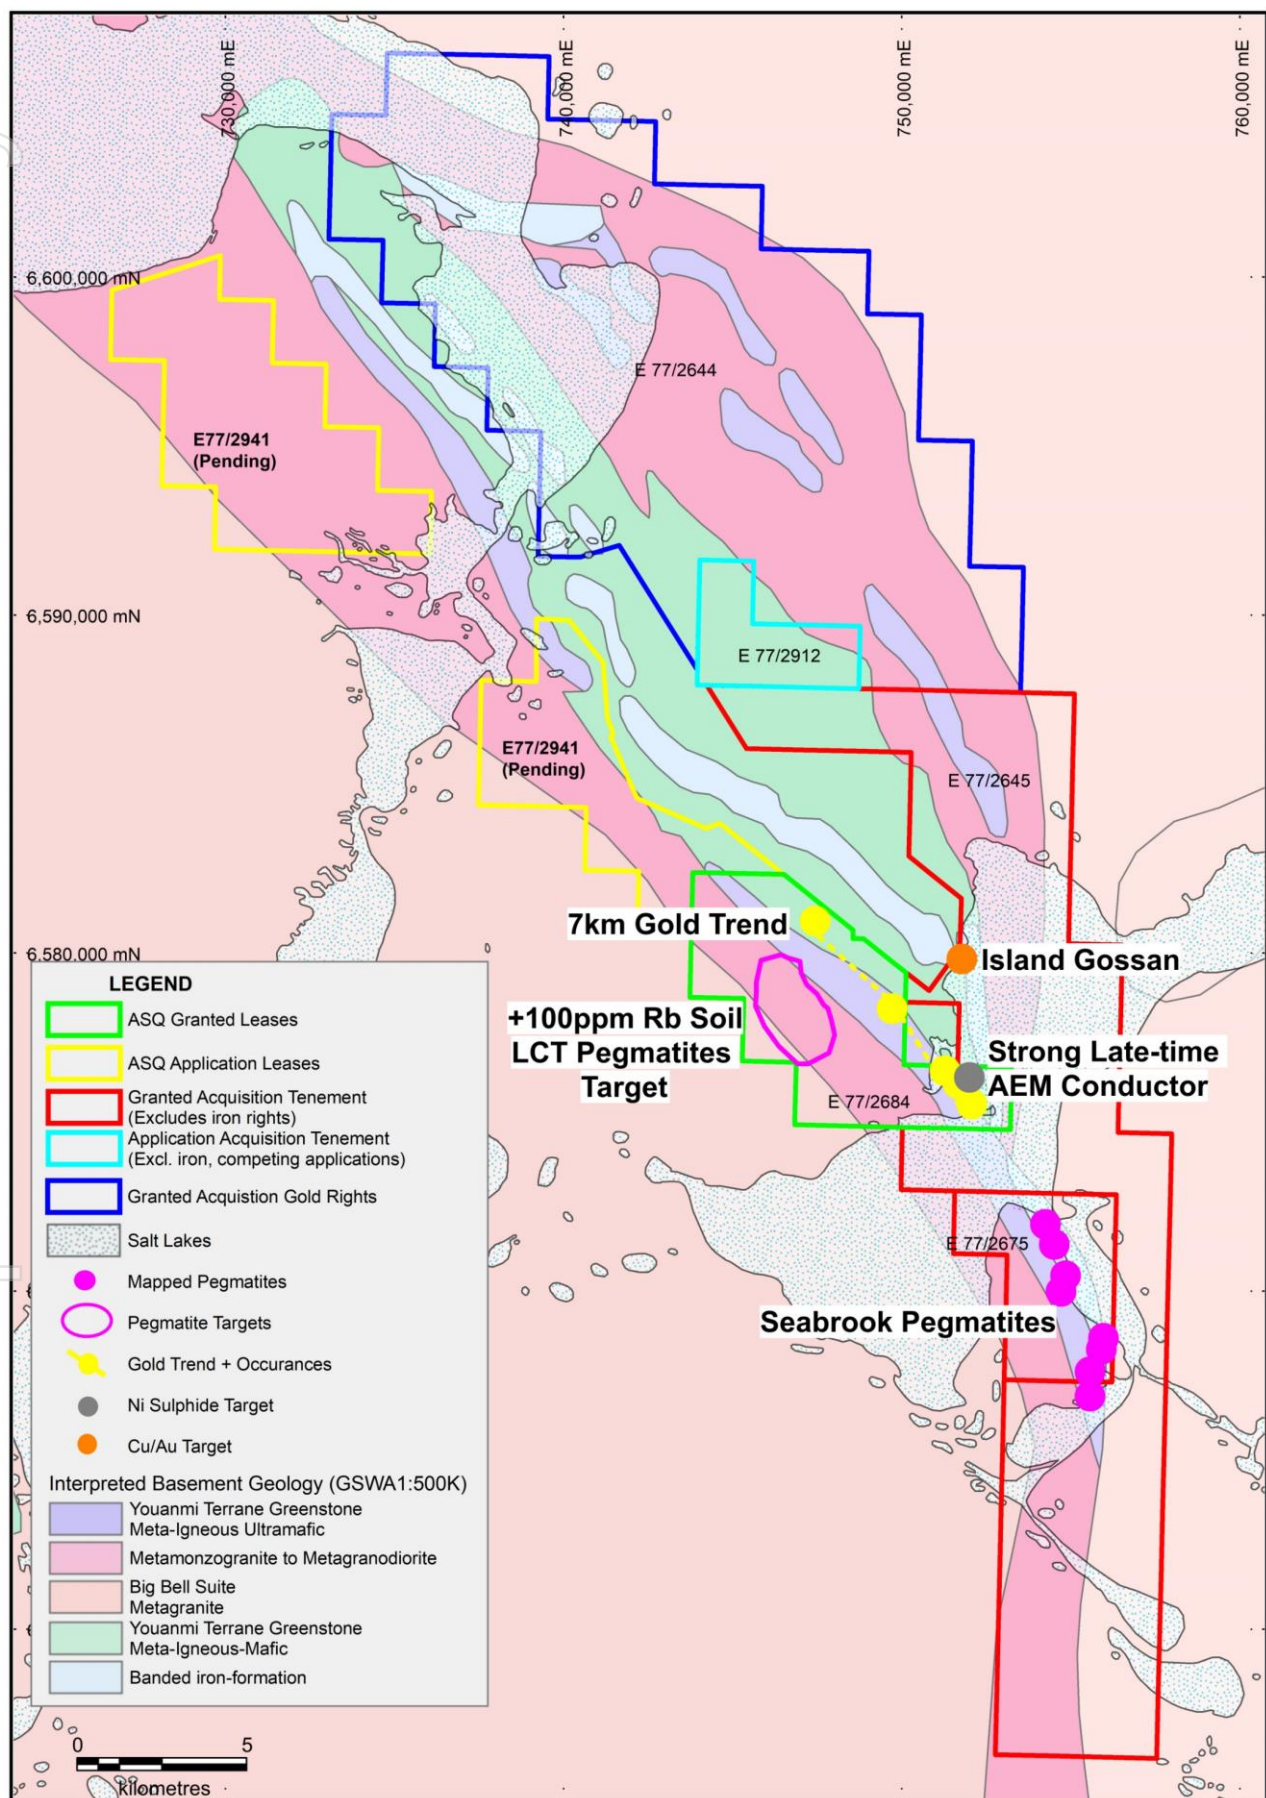 730,000 mE
740,000 mE
750,000 mE
760,000 mE
6,600,000 mN
E 77/2644
E77/2941
(Pending)
6,590,000 mN
E 77/2912
E77/2941
(Pending)
E 77/2645
7km Gold Trend
6,580,000 mN
Island Gossan
+100ppm Rb Soil
LCT Pegmatites
Target
Strong Late-time
AEM Conductor
E 77/2684
E 77/2675
Seabrook Pegmatites
LEGEND
ASQ Granted Leases
ASQ Application Leases
Granted Acquisition Tenement
(Excludes iron rights)
Application Acquisition Tenement
(Excl. iron, competing applications)
Granted Acquistion Gold Rights
Salt Lakes
Mapped Pegmatites
Pegmatite Targets
Gold Trend + Occurances
Ni Sulphide Target
Cu/Au Target
Interpreted Basement Geology (GSWA1:500K)
Youanmi Terrane Greenstone
Meta-Igneous Ultramafic
Metamonzogranite to Metagranodiorite
Big Bell Suite
Metagranite
Youanmi Terrane Greenstone
Meta-Igneous-Mafic
Banded iron-formation
0 5
kilometres